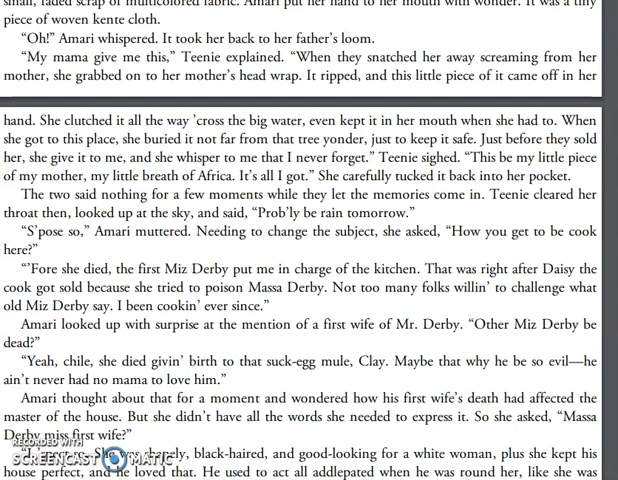 small, faded scrap of multicolored fabric. Amari put her hand to her mouth with wonder. It was a tiny
piece of woven kente cloth.
“Oh!” Amari whispered. It took her back to her father’s loom.
“My mama give me this,” Teenie explained. “When they snatched her away screaming from her
mother, she grabbed on to her mother’s head wrap. It ripped, and this little piece of it came off in her
hand. She clutched it all the way ’cross the big water, even kept it in her mouth when she had to. When
she got to this place, she buried it not far from that tree yonder, just to keep it safe. Just before they sold
her, she give it to me, and she whisper to me that I never forget.” Teenie sighed. “This be my little piece
of my mother, my little breath of Africa. It’s all I got.” She carefully tucked it back into her pocket.
The two said nothing for a few moments while they let the memories come in. Teenie cleared her
throat then, looked up at the sky, and said, “Prob’ly be rain tomorrow.”
“S’pose so,” Amari muttered. Needing to change the subject, she asked, “How you get to be cook
here?”
“’Fore she died, the first Miz Derby put me in charge of the kitchen. That was right after Daisy the
cook got sold because she tried to poison Massa Derby. Not too many folks willin’ to challenge what
old Miz Derby say. I been cookin’ ever since.”
Amari looked up with surprise at the mention of a first wife of Mr. Derby. “Other Miz Derby be
dead?”
“Yeah, chile, she died givin’ birth to that suck-egg mule, Clay. Maybe that why he be so evil—he
ain’t never had no mama to love him.”
Amari thought about that for a moment and wondered how his first wife’s death had affected the
master of the house. But she didn’t have all the words she needed to express it. So she asked, “Massa
Derby miss first wife?”
RECORDED WITH
She was shapely, black-haired, and good-looking for a white woman, plus she kept his
SCREENCAST MATIC
house perfect, and he loved that. He used to act all addlepated when he was round her, like she was